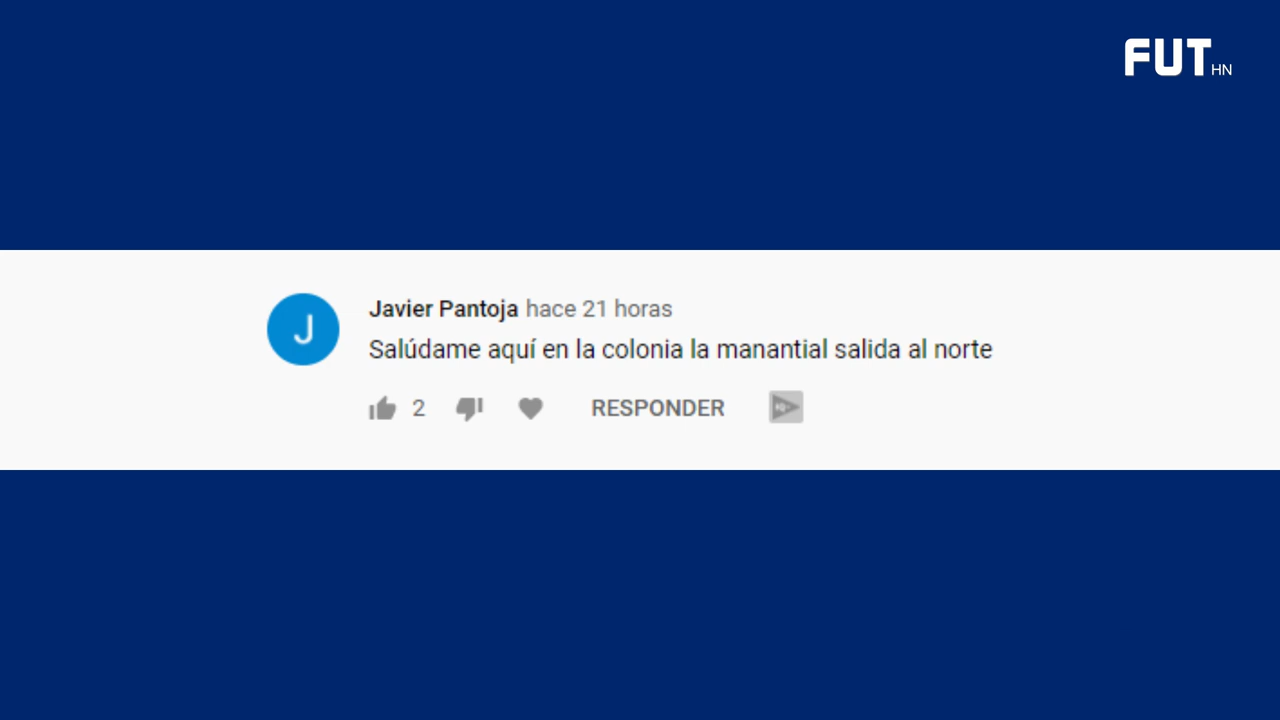 FUT HN
J
Javier Pantoja hace 21 horas
Salúdame aquí en la colonia la manantial salida al norte
2 RESPONDER